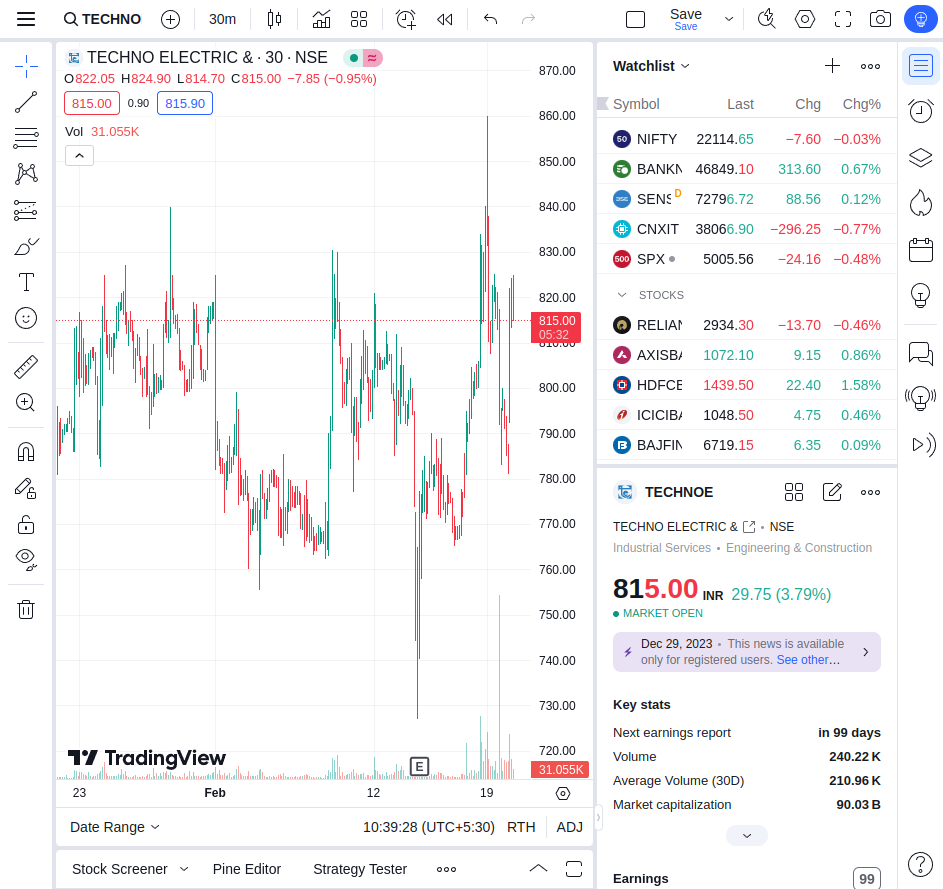 TECHNO
30m
Save
Save
TECHNO ELECTRIC & · 30 · NSE
O822.05 H824.90 L814.70 C815.00 −7.85 (−0.95%)
815.00 0.90 815.90
Vol 31.055K
870.00
860.00
850.00
840.00
830.00
820.00
815.00
05:32
810.00
800.00
790.00
780.00
770.00
760.00
750.00
740.00
730.00
720.00
31.055K
TradingView
E
23 Feb 12 19
Date Range
10:39:28 (UTC+5:30) RTH ADJ
Stock Screener Pine Editor Strategy Tester
Watchlist
Symbol Last Chg Chg%
50 NIFTY 22114.65 −7.60 −0.03%
BANKN 46849.10 313.60 0.67%
SENS D 72796.72 88.56 0.12%
CNXIT 38066.90 −296.25 −0.77%
500 SPX 5005.56 −24.16 −0.48%
STOCKS
RELIAN 2934.30 −13.70 −0.46%
AXISBA 1072.10 9.15 0.86%
HDFCB 1439.50 22.40 1.58%
ICICIBA 1048.50 4.75 0.46%
BAJFIN 6719.15 6.35 0.09%
TECHNOE
TECHNO ELECTRIC & • NSE
Industrial Services • Engineering & Construction
815.00 INR 29.75 (3.79%)
MARKET OPEN
Dec 29, 2023 • This news is available
only for registered users. See other…
Key stats
Next earnings report in 99 days
Volume 240.22 K
Average Volume (30D) 210.96 K
Market capitalization 90.03 B
Earnings 99